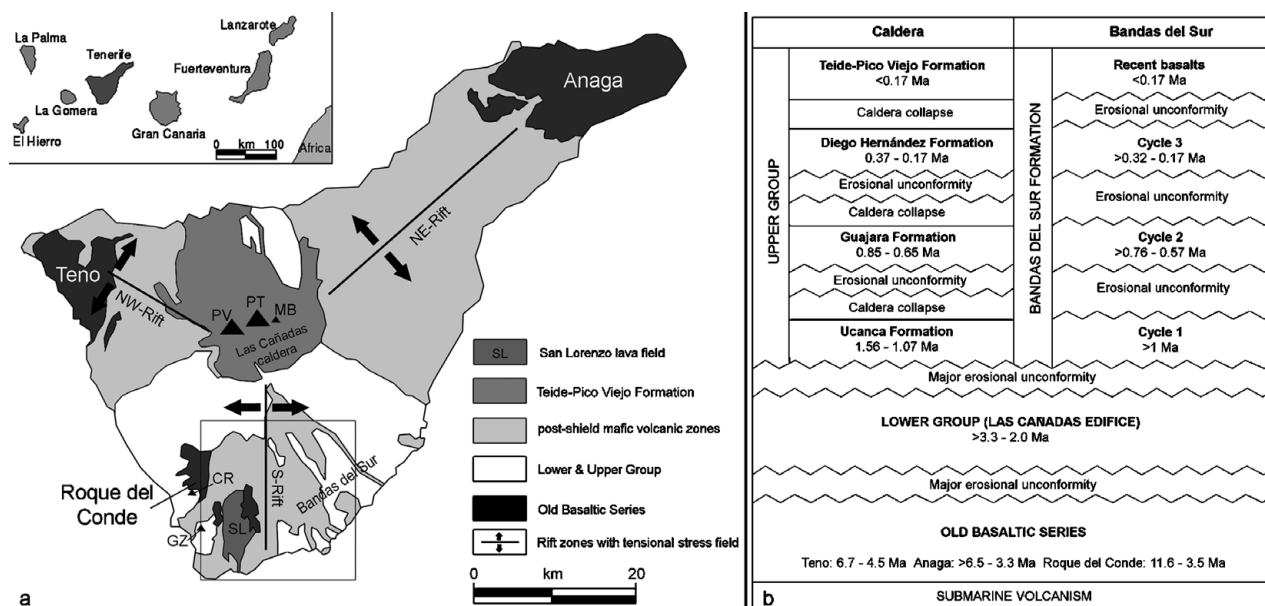 Lanzarote
La Palma
Tenerife
Fuerteventura
La Gomera
El Hierro
Gran Canaria
0 km 100
Africa
Anaga
NE-Rift
Teno
NW-Rift
PT
PV
MB
Las Cañadas
caldera
S-Rift
Bandas del Sur
CR
Roque del
Conde
SL
GZ
SL San Lorenzo lava field
Teide-Pico Viejo Formation
post-shield mafic volcanic zones
Lower & Upper Group
Old Basaltic Series
Rift zones with tensional stress field
0 km 20
a
Caldera
Bandas del Sur
UPPER GROUP
Teide-Pico Viejo Formation
<0.17 Ma
Caldera collapse
Diego Hernández Formation
0.37 - 0.17 Ma
Erosional unconformity
Caldera collapse
Guajara Formation
0.85 - 0.65 Ma
Erosional unconformity
Caldera collapse
Ucanca Formation
1.56 - 1.07 Ma
BANDAS DEL SUR FORMATION
Recent basalts
<0.17 Ma
Erosional unconformity
Cycle 3
>0.32 - 0.17 Ma
Erosional unconformity
Cycle 2
>0.76 - 0.57 Ma
Erosional unconformity
Cycle 1
>1 Ma
Major erosional unconformity
LOWER GROUP (LAS CAÑADAS EDIFICE)
>3.3 - 2.0 Ma
Major erosional unconformity
OLD BASALTIC SERIES
Teno: 6.7 - 4.5 Ma Anaga: >6.5 - 3.3 Ma Roque del Conde: 11.6 - 3.5 Ma
b
SUBMARINE VOLCANISM